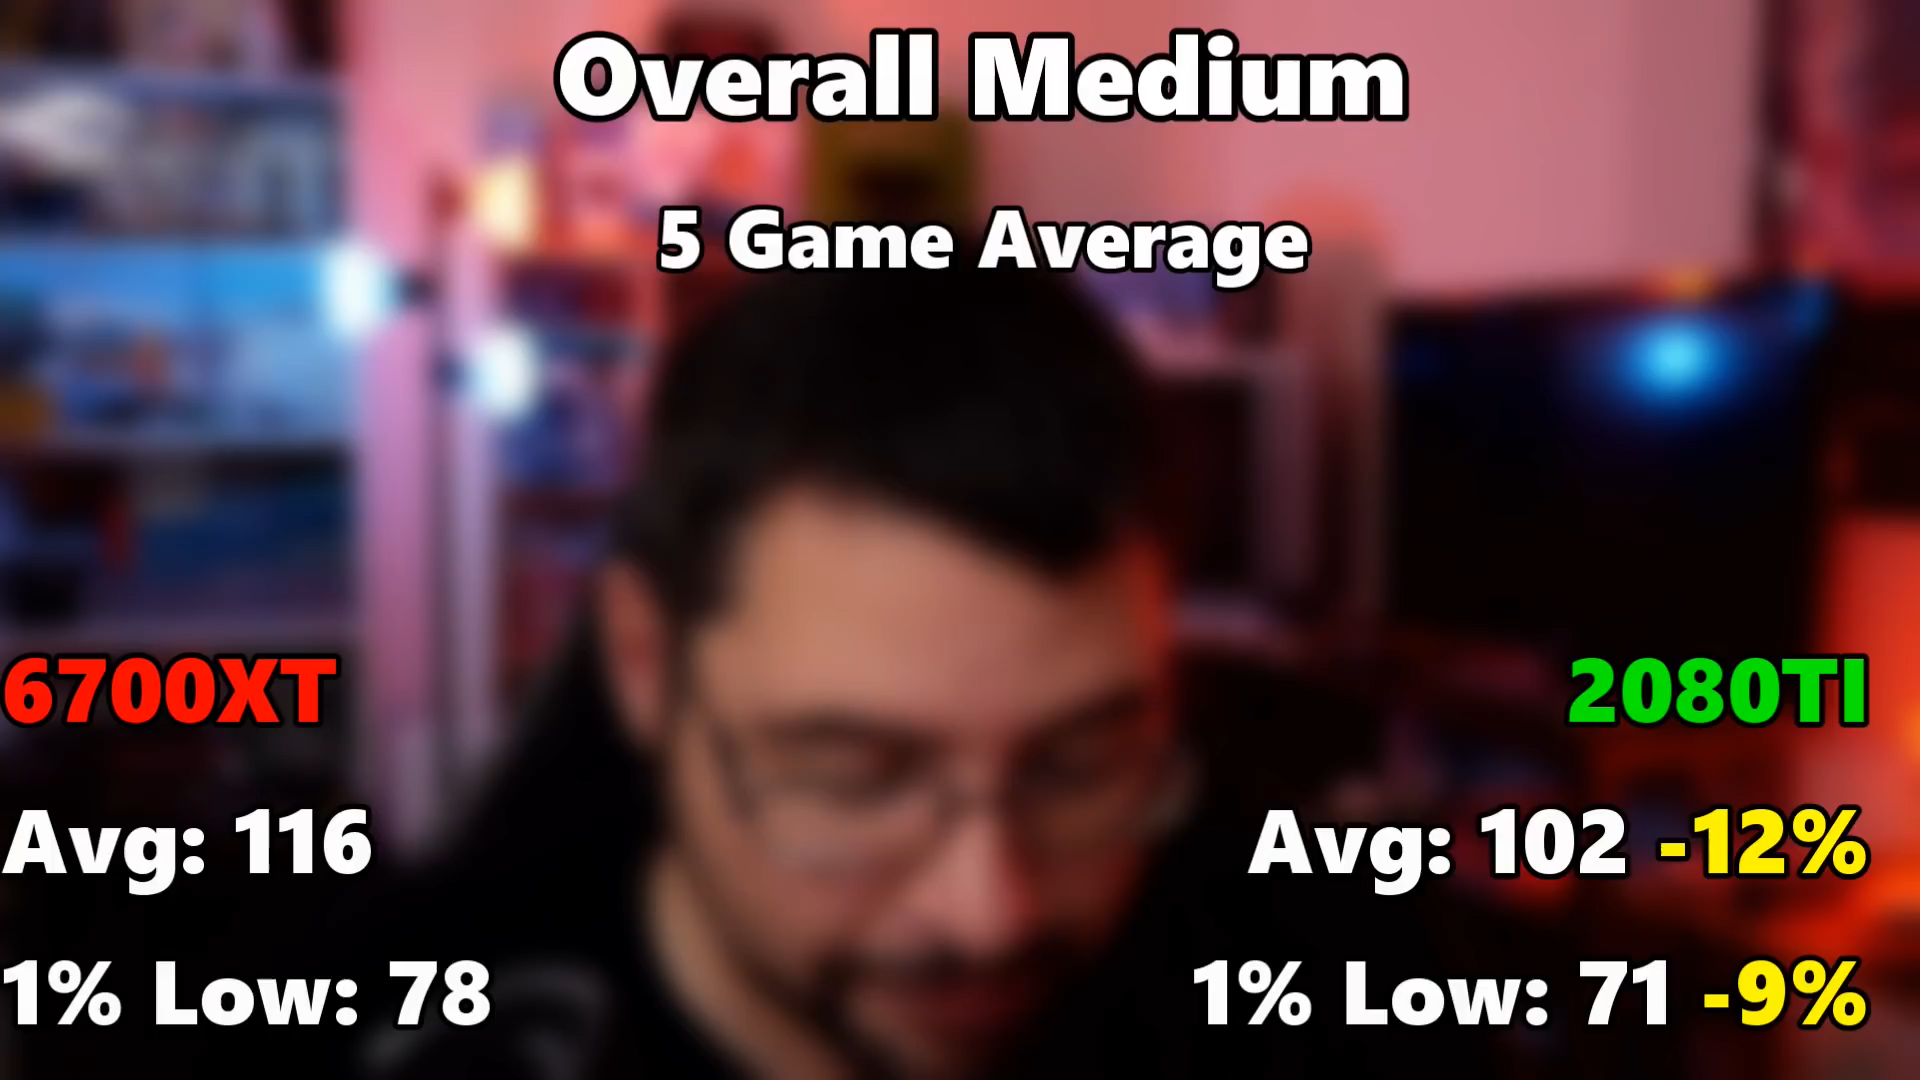 Overall Medium
5 Game Average
6700XT
Avg: 116
1% Low: 78
2080TI
Avg: 102 -12%
1% Low: 71 -9%